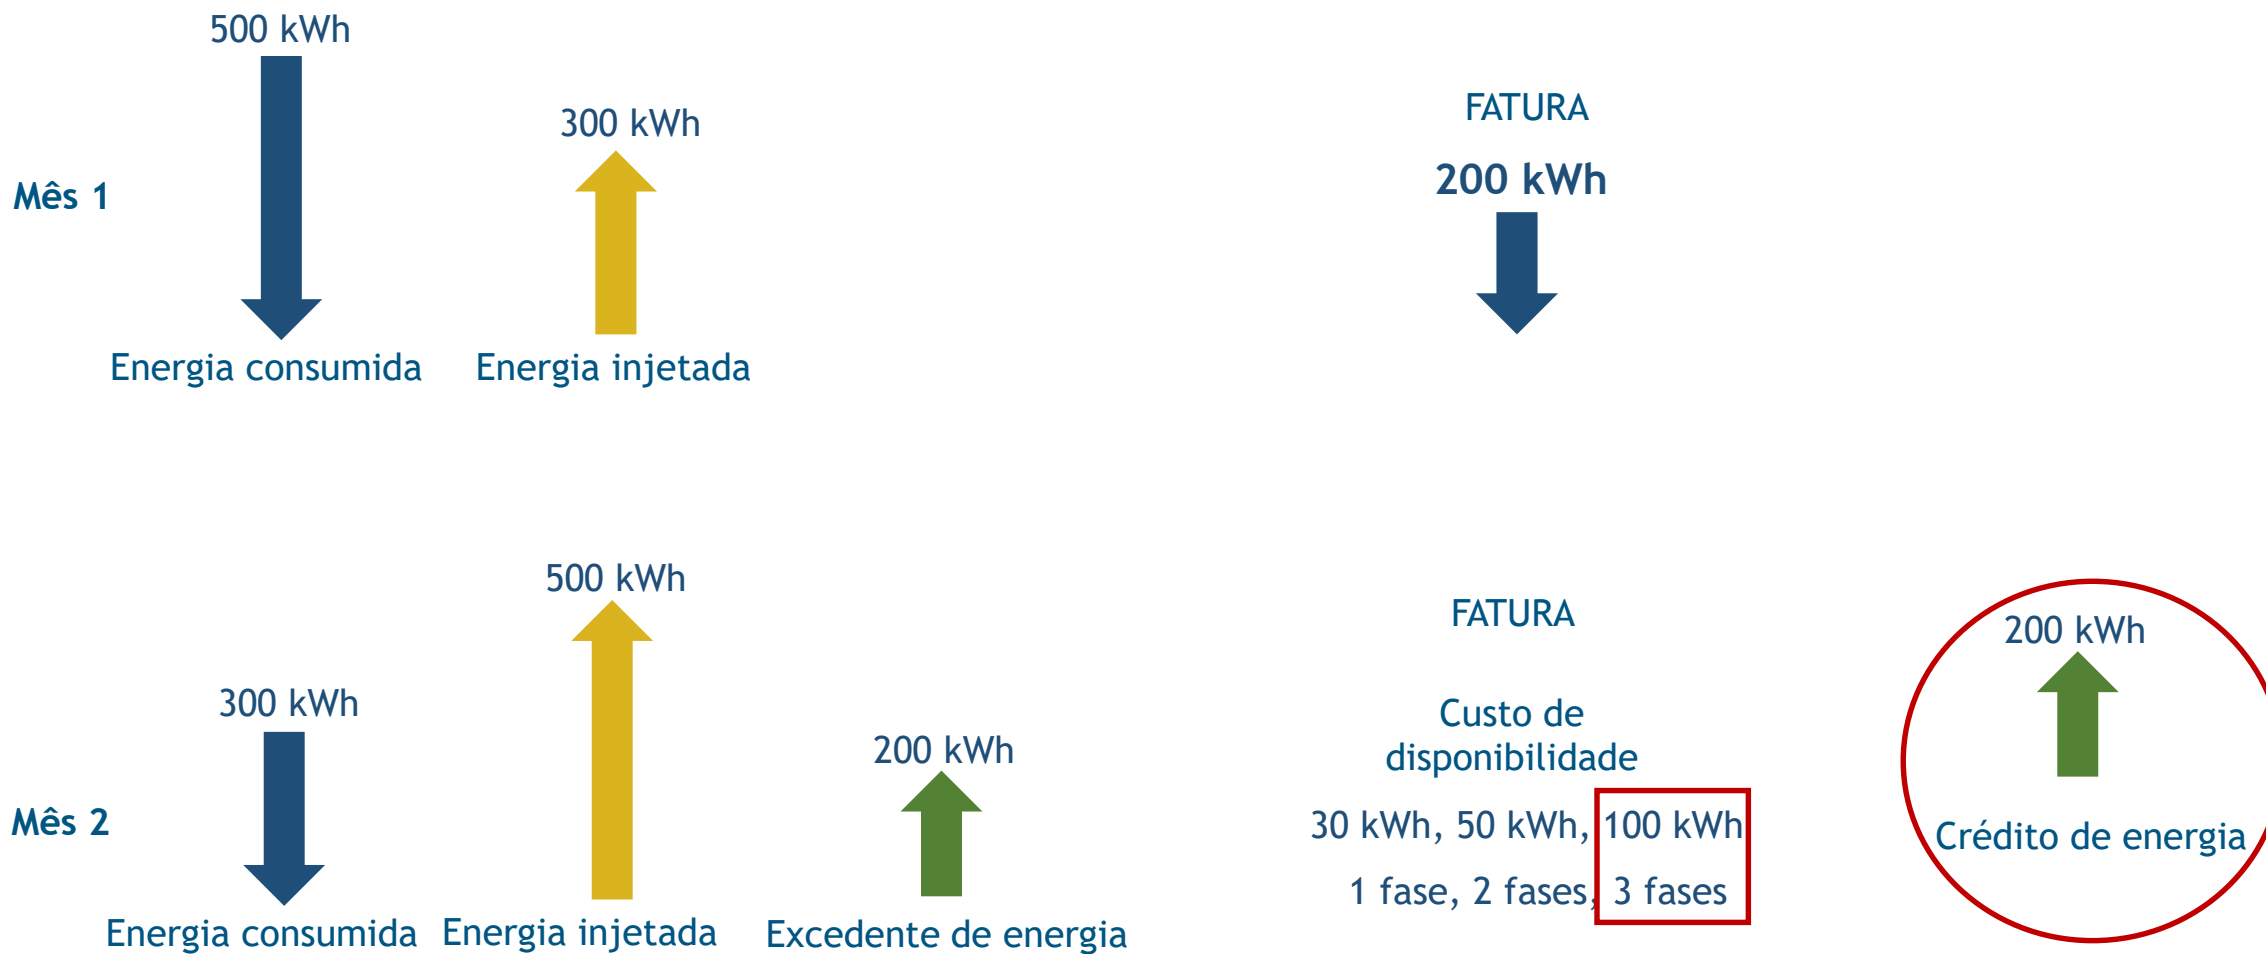 500 kWh
300 kWh
FATURA
200 kWh
Mês 1
Energia consumida
Energia injetada
500 kWh
FATURA
200 kWh
300 kWh
Custo de
disponibilidade
200 kWh
Mês 2
30 kWh, 50 kWh, 100 kWh
Crédito de energia
1 fase, 2 fases, 3 fases
Energia consumida
Energia injetada
Excedente de energia